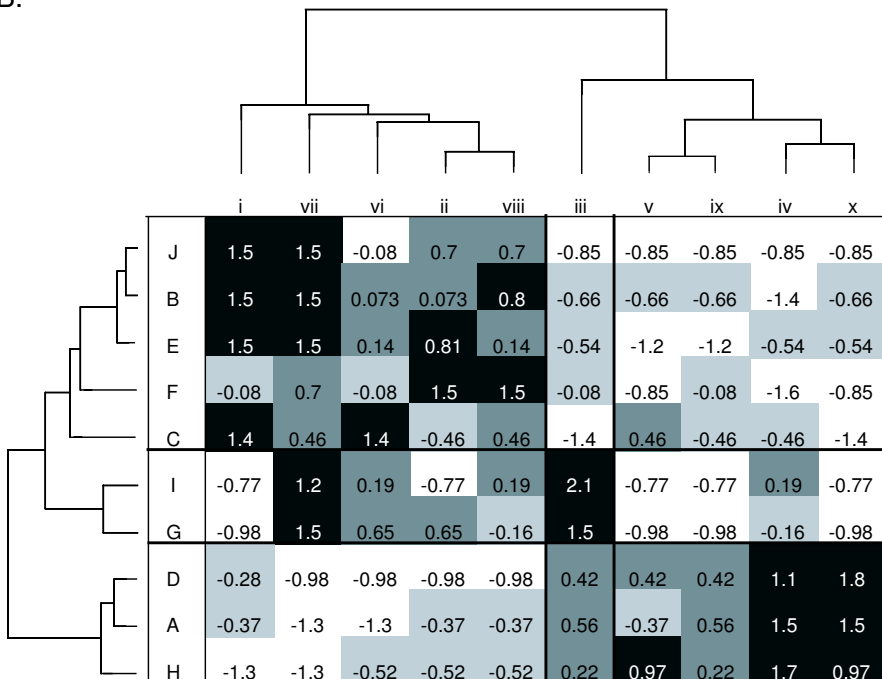 B.
i vii vi ii viii iii v ix iv x
J 1.5 1.5 -0.08 0.7 0.7 -0.85 -0.85 -0.85 -0.85 -0.85
B 1.5 1.5 0.073 0.073 0.8 -0.66 -0.66 -0.66 -1.4 -0.66
E 1.5 1.5 0.14 0.81 0.14 -0.54 -1.2 -1.2 -0.54 -0.54
F -0.08 0.7 -0.08 1.5 1.5 -0.08 -0.85 -0.08 -1.6 -0.85
C 1.4 0.46 1.4 -0.46 0.46 -1.4 0.46 -0.46 -0.46 -1.4
I -0.77 1.2 0.19 -0.77 0.19 2.1 -0.77 -0.77 0.19 -0.77
G -0.98 1.5 0.65 0.65 -0.16 1.5 -0.98 -0.98 -0.16 -0.98
D -0.28 -0.98 -0.98 -0.98 -0.98 0.42 0.42 0.42 1.1 1.8
A -0.37 -1.3 -1.3 -0.37 -0.37 0.56 -0.37 0.56 1.5 1.5
H -1.3 -1.3 -0.52 -0.52 -0.52 0.22 0.97 0.22 1.7 0.97